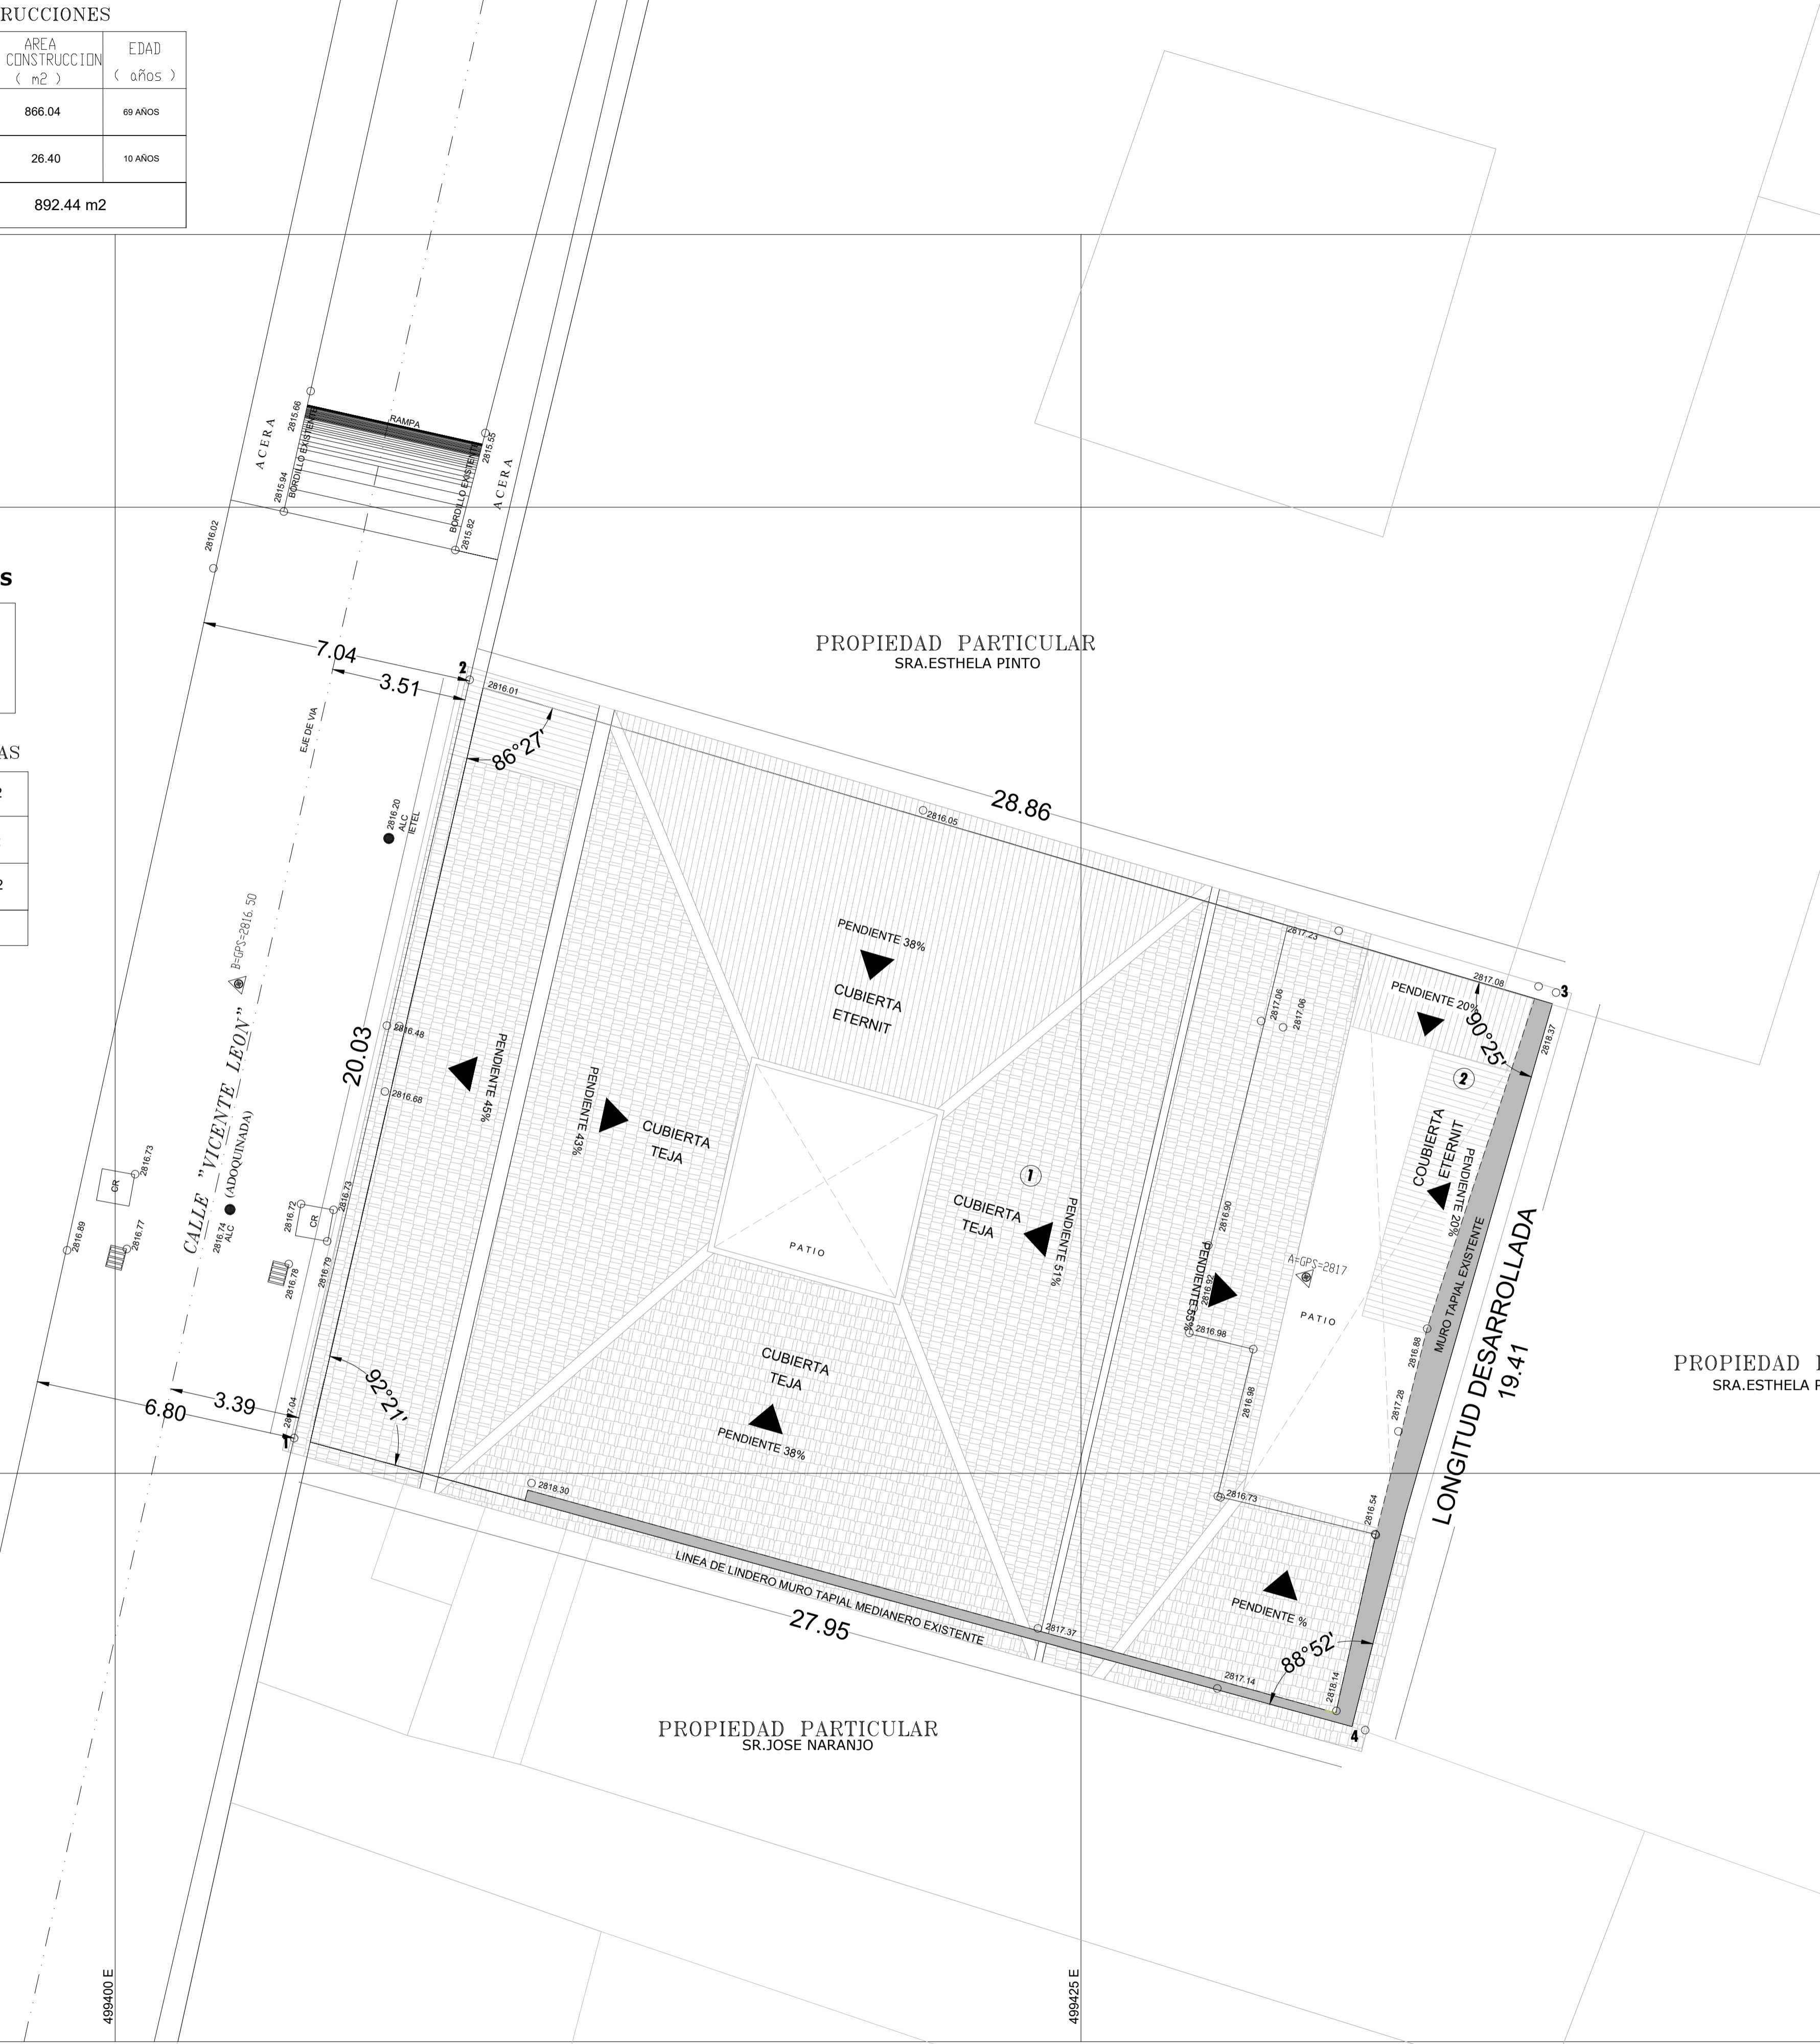 RUCCIONES
AREA
CONSTRUCCION
( m2 )
EDAD
( años )
866.04
69 AÑOS
26.40
10 AÑOS
892.44 m2
s
AS
2
2
ACERA
2815.66
BORDILLO EXISTENTE
RAMPA
2815.55
2815.94
BORDILLO EXISTENTE
ACERA
2815.82
2816.02
7.04
3.51
2
2816.01
EJE DE VIA
86°27'
PROPIEDAD PARTICULAR
SRA.ESTHELA PINTO
28.86
2816.05
2816.20
ALC
IETEL
B=GPS=2816.50
CALLE "VICENTE LEON"
(ADOQUINADA)
20.03
2816.48
2816.68
PENDIENTE 45%
PENDIENTE 43%
CUBIERTA
TEJA
PENDIENTE 38%
CUBIERTA
ETERNIT
2817.23
2817.06
2817.06
2817.08
PENDIENTE 20%
3
90°25'
2818.37
2
COUBIERTA
ETERNIT
PENDIENTE 20%
MURO TAPIAL EXISTENTE
LONGITUD DESARROLLADA
19.41
1
CUBIERTA
TEJA
PENDIENTE 51%
PATIO
2816.90
2816.92
PENDIENTE 55%
2816.98
2816.98
A=GPS=2817
PATIO
2816.88
2817.28
PROPIEDAD
SRA.ESTHELA P
2816.73
CR
2816.89
2816.77
2816.74
ALC
2816.72
CR
2816.73
2816.79
2816.78
92°21'
3.39
6.80
2817.04
1
CUBIERTA
TEJA
PENDIENTE 38%
2818.30
LINEA DE LINDERO MURO TAPIAL MEDIANERO EXISTENTE
27.95
2817.37
2816.73
2816.54
PENDIENTE %
88°52'
2817.14
2818.14
4
PROPIEDAD PARTICULAR
SR.JOSE NARANJO
499400 E
499425 E